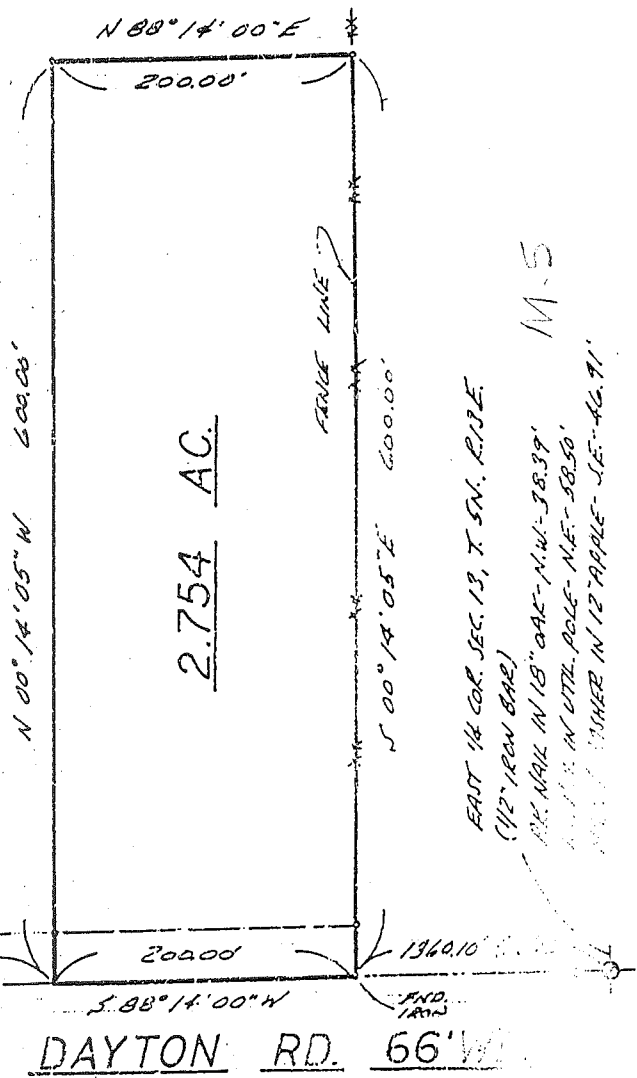 N 88° 14' 00" E
200.00'
N 00° 14' 05" W 600.00'
2.754 AC.
FENCE LINE
S 00° 14' 05" E 600.00'
EAST 1/4 COR. SEC. 13, T. 5N., R.13E.
(1/2" IRON BAR)
P.K. NAIL IN 18" OAK - N.W. - 38.39'
IN UTIL. POLE - N.E. - 58.50'
IN 12" APPLE - S.E. - 46.91'
M-5
200.00
1360.10
S 88° 14' 00" W
FND.
IRON
DAYTON RD. 66'